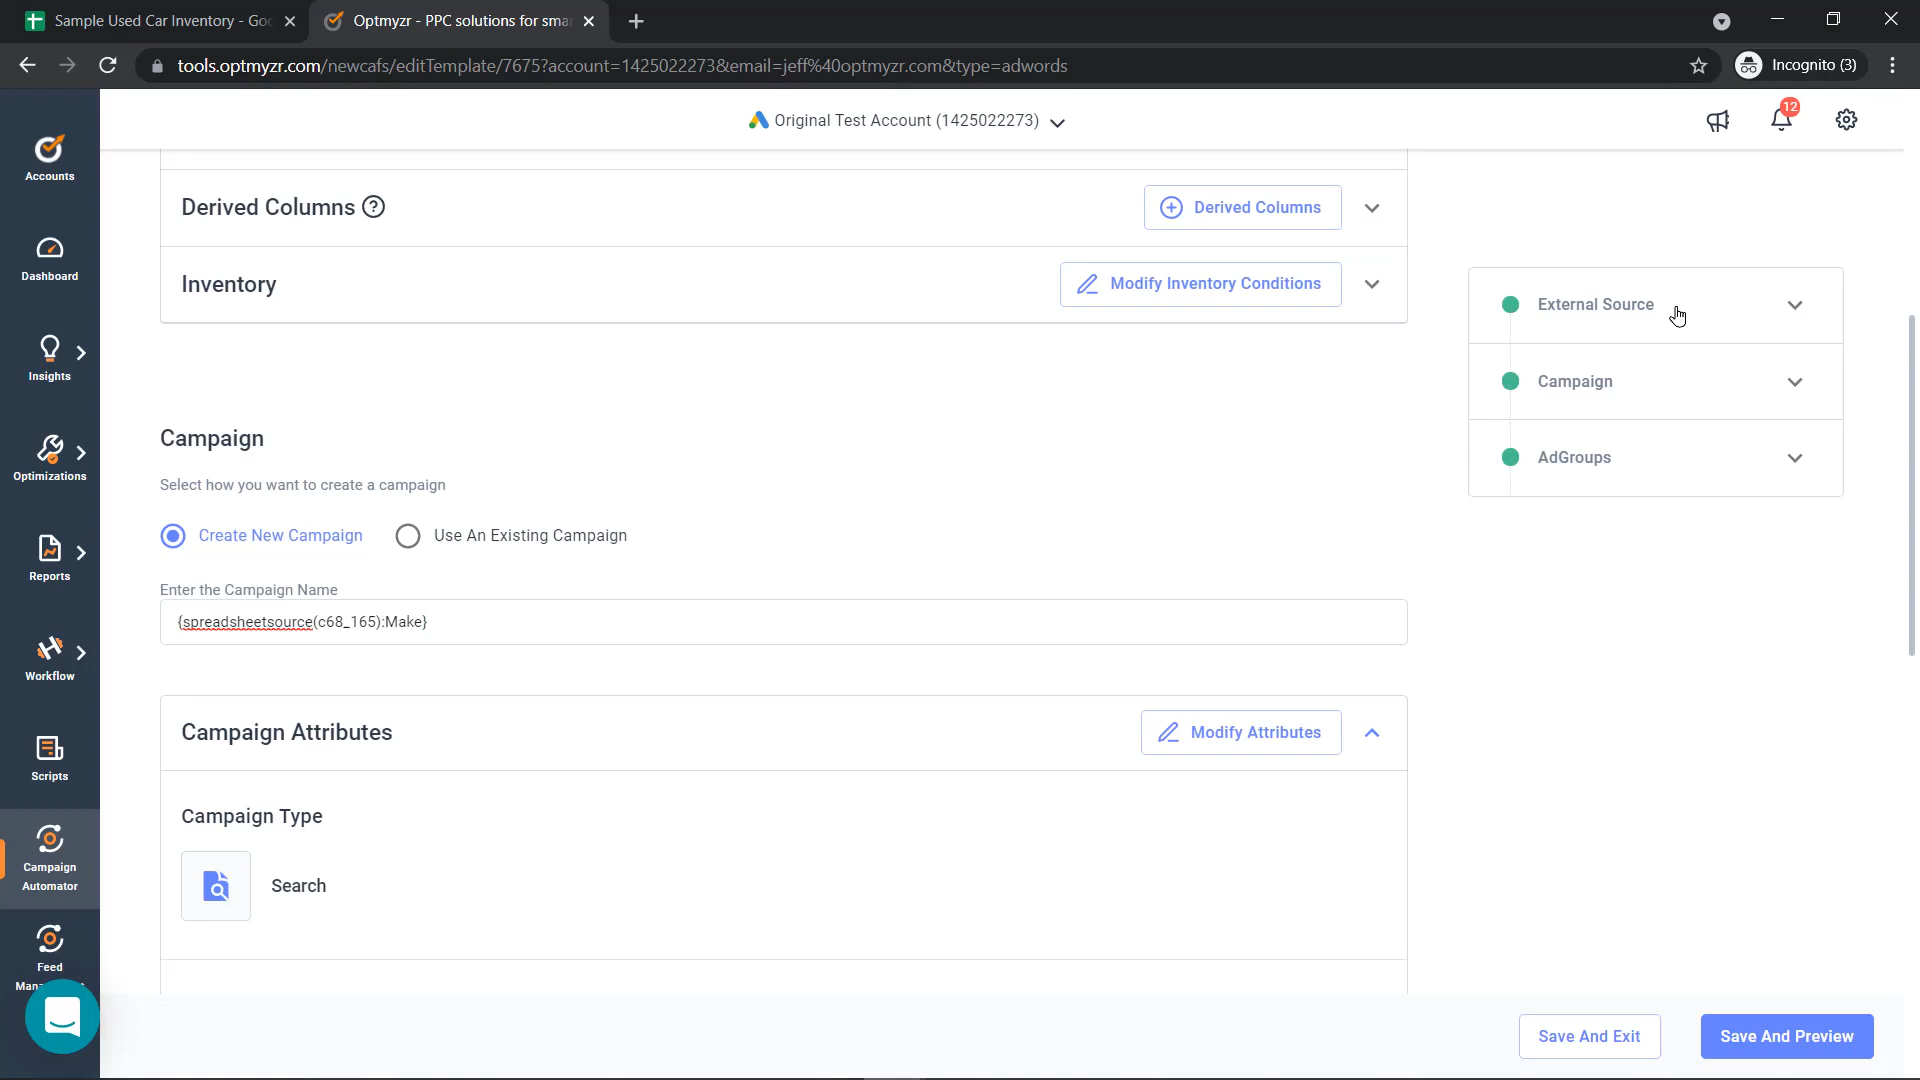 Sample Used Car Inventory - Goo
Optmyzr - PPC solutions for sma
tools.optmyzr.com/newcafs/editTemplate/7675?account=1425022273&email=jeff%40optmyzr.com&type=adwords
Incognito (3)
Original Test Account (1425022273)
12
Accounts
Dashboard
Insights
Optimizations
Reports
Workflow
Scripts
Campaign
Automator
Feed
Derived Columns
Derived Columns
Inventory
Modify Inventory Conditions
External Source
Campaign
AdGroups
Campaign
Select how you want to create a campaign
Create New Campaign
Use An Existing Campaign
Enter the Campaign Name
{spreadsheetsource(c68_165):Make}
Campaign Attributes
Modify Attributes
Campaign Type
Search
Save And Exit
Save And Preview